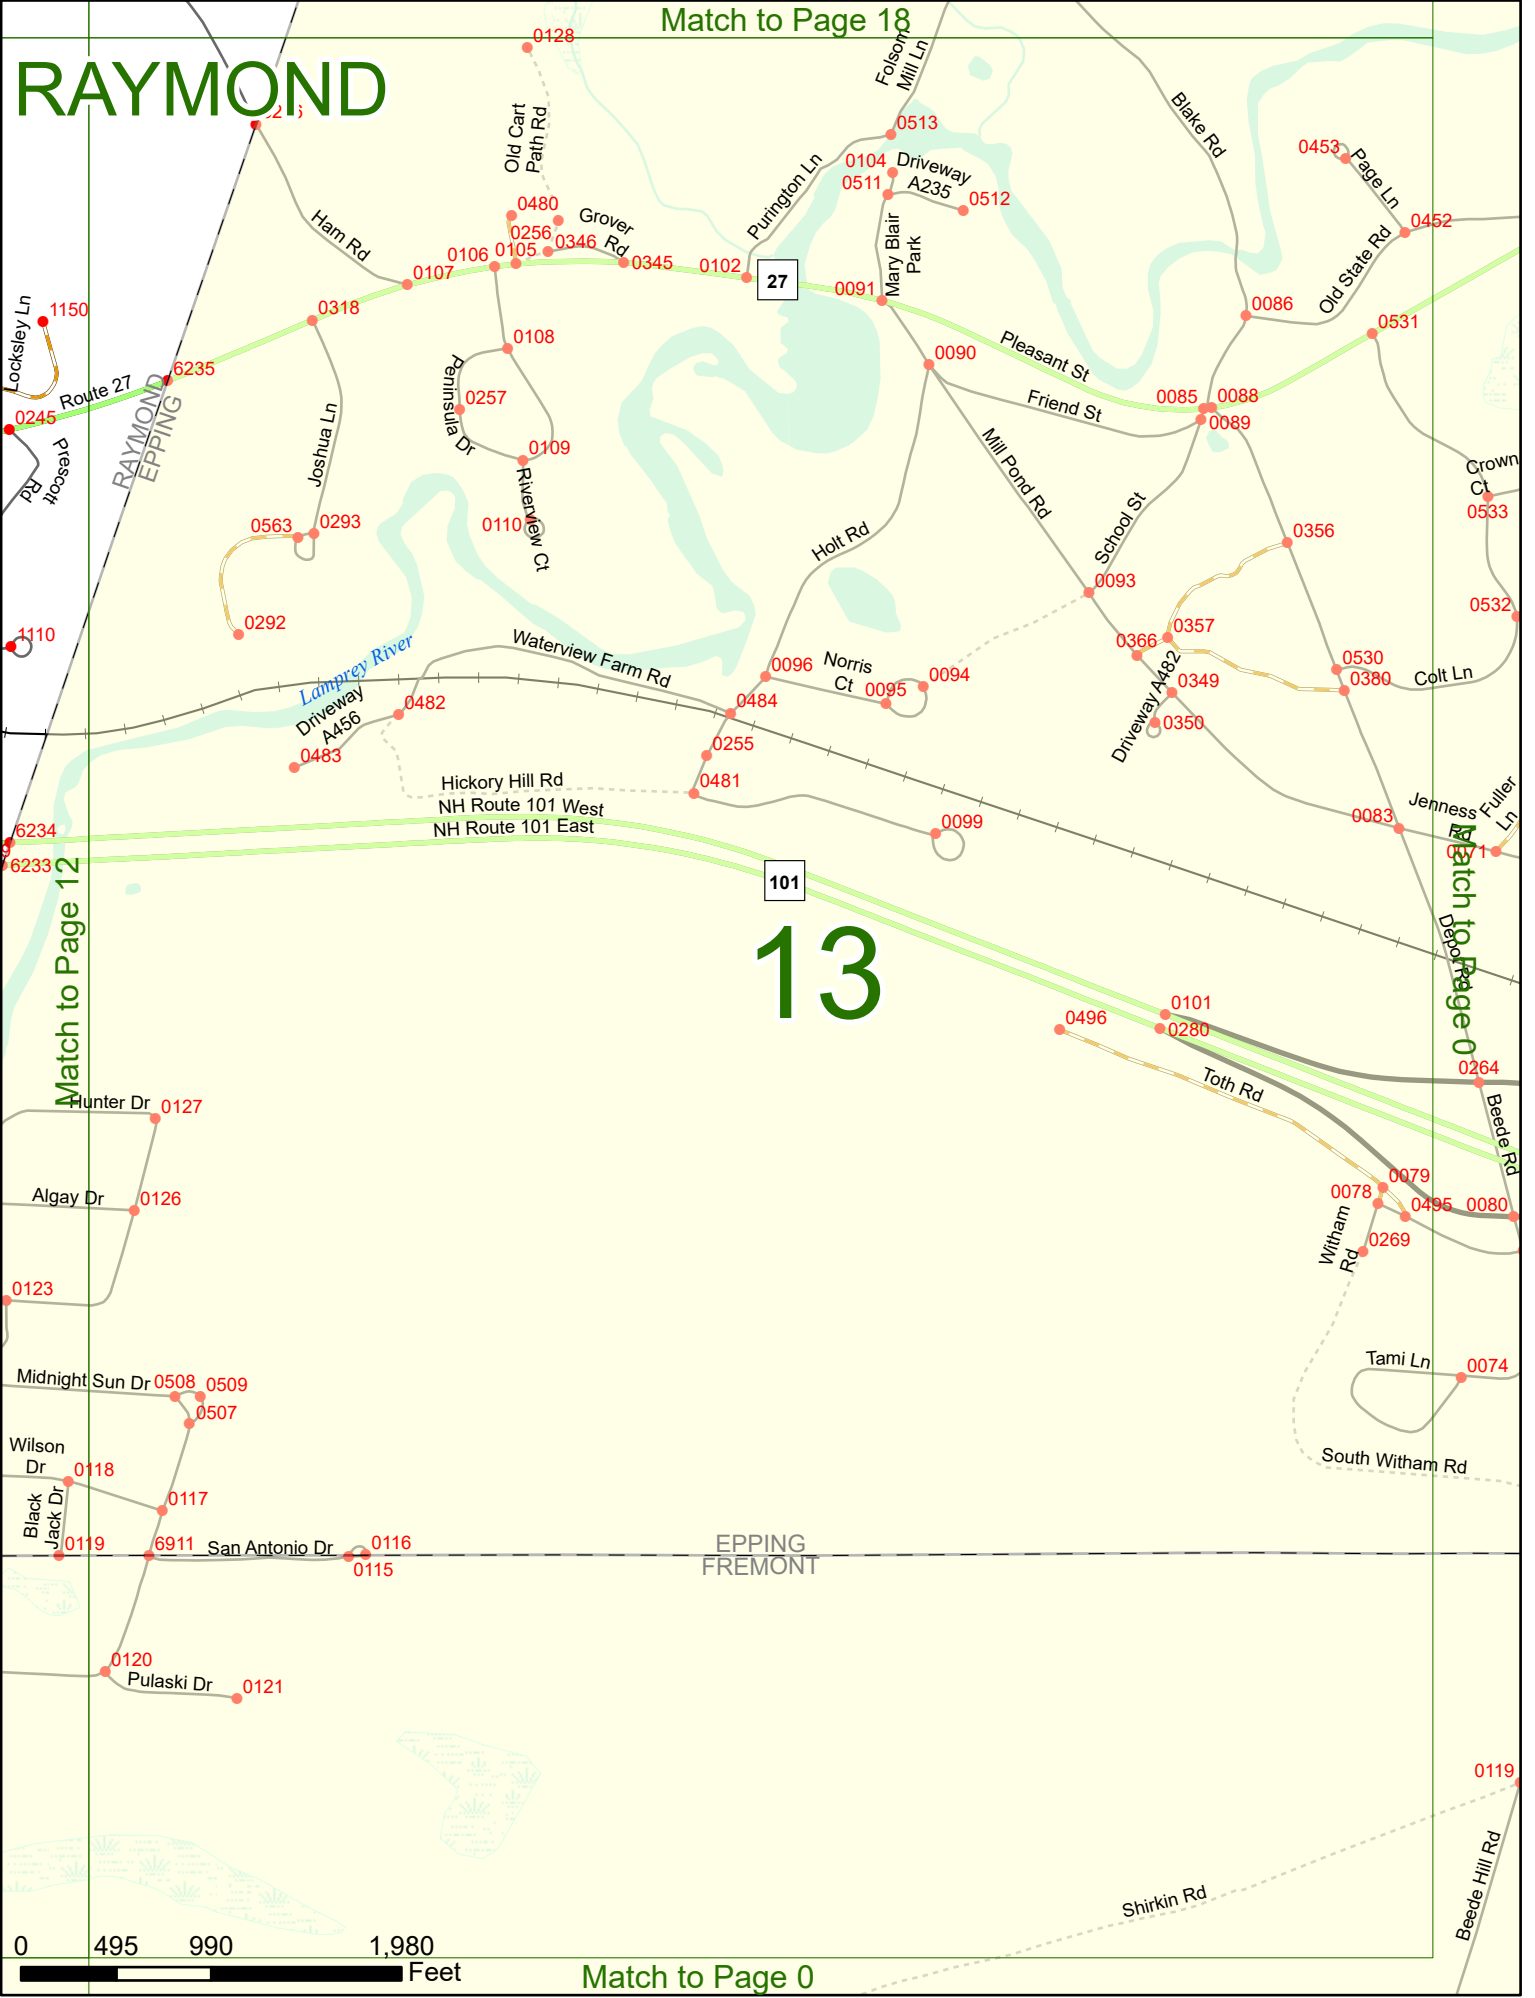 Match to Page 18
RAYMOND
0128
Folsom
Mill Ln
Old Cart
Path Rd
0513
Blake Rd
0453
Page Ln
0104
Driveway
A235
0511
0512
Purington Ln
0480
Grover
Rd
0256
0346
0452
Ham Rd
0106
0105
0345
0102
27
Mary Blair
Park
Old State Rd
0107
0091
0086
Locksley Ln
1150
0318
0531
0108
Pleasant St
0090
6235
Route 27
Peninsula Dr
0257
Friend St
0085
0088
0089
0245
RAYMOND
EPPING
Prescott
Rd
Joshua Ln
0109
Mill Pond Rd
Crown
Ct
0533
Riverview Ct
School St
0563
0293
0110
Holt Rd
0356
0093
0532
0292
1110
Lamprey River
Waterview Farm Rd
0357
0366
0096
Norris
Ct
0094
0095
Driveway A482
0349
0530
0380
Colt Ln
Driveway
A456
0482
0484
0350
0483
0255
0481
Hickory Hill Rd
NH Route 101 West
NH Route 101 East
Fuller
Ln
Jenness
Rd
0083
0071
0099
6234
9
6233
101
Match to Page 12
Match to Page 0
13
Depot Rd
0101
0496
0280
Toth Rd
0264
Beede Rd
Hunter Dr
0127
Algay Dr
0126
0079
0078
0495
0080
Witham
Rd
0269
0123
Tami Ln
0074
Midnight Sun Dr
0508
0509
0507
Wilson
Dr
0118
South Witham Rd
Black
Jack Dr
0117
0119
6911
San Antonio Dr
0116
0115
EPPING
FREMONT
0120
Pulaski Dr
0121
0119
Beede Hill Rd
Shirkin Rd
0 495 990 1,980
Feet
Match to Page 0